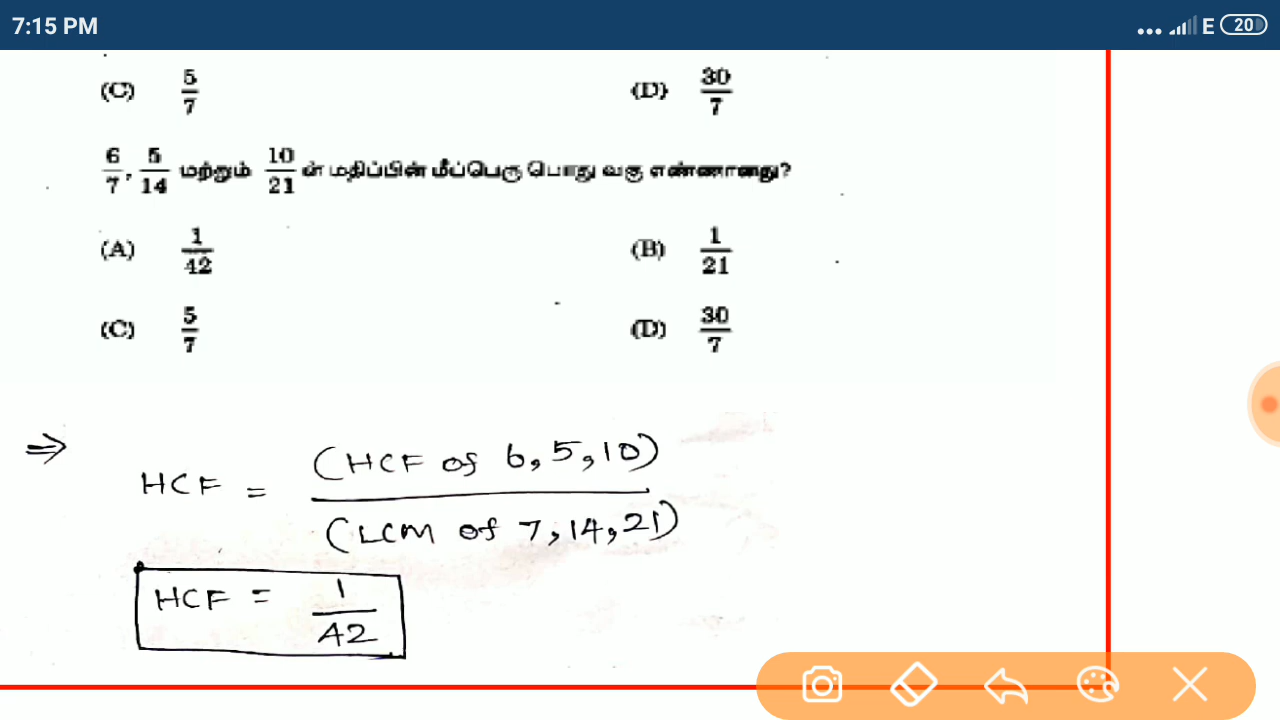 7:15 PM ... E 20
(C) 5/7 (D) 30/7
6/7, 5/14 மற்றும் 10/21 ள் மதிப்பின் மீப்பெரு பொது வகு எண்ணானது?
(A) 1/42 (B) 1/21
(C) 5/7 (D) 30/7
⇒ HCF = (HCF of 6,5,10) / (LCM of 7,14,21)
HCF = 1/42